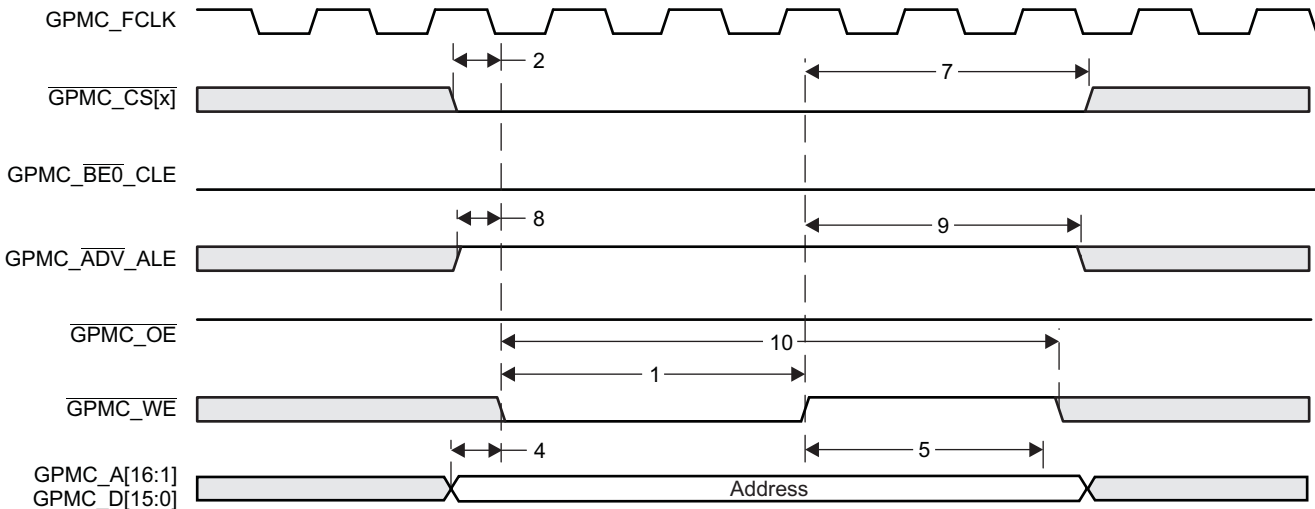 GPMC_FCLK
2
7
GPMC_CS[x]
GPMC_BE0_CLE
8
9
GPMC_ADV_ALE
GPMC_OE
10
1
GPMC_WE
4
5
GPMC_A[16:1]
GPMC_D[15:0]
Address